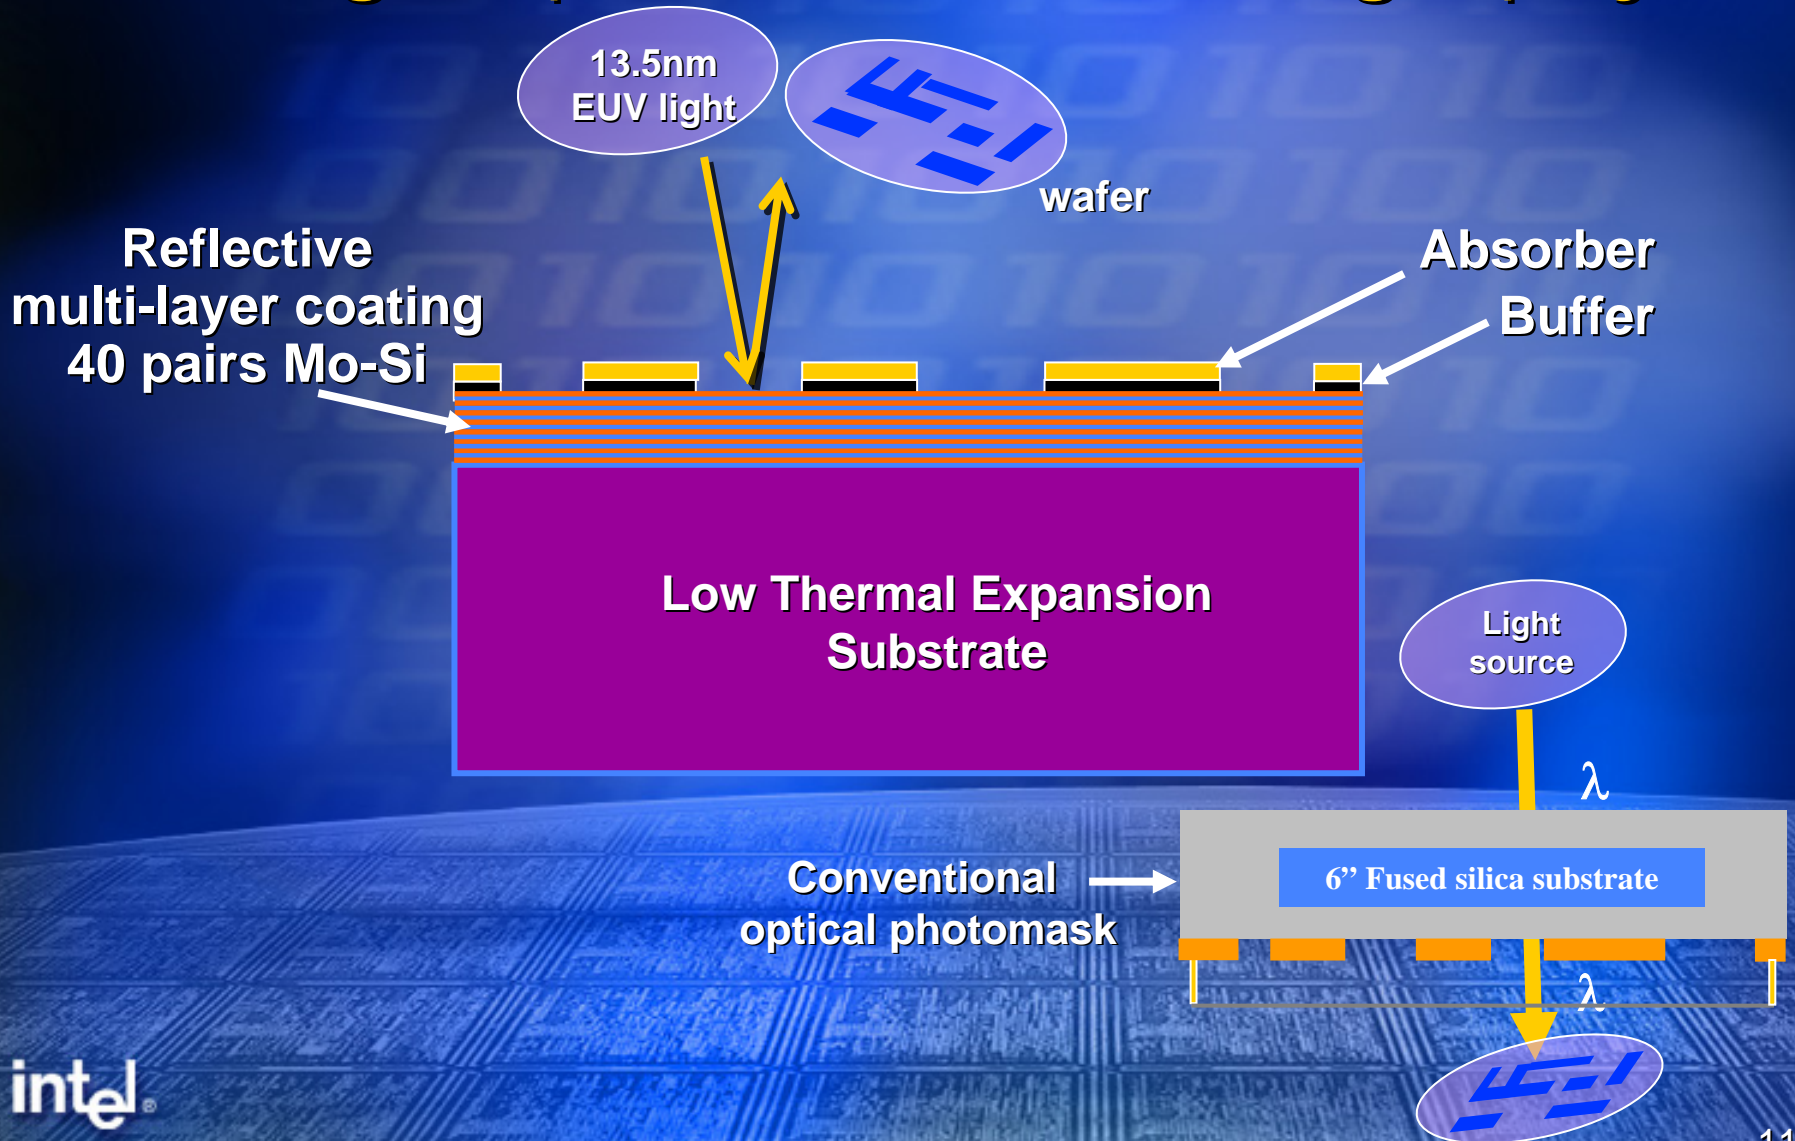 13.5nm
EUV light
wafer
Reflective
multi-layer coating
40 pairs Mo-Si
Absorber
Buffer
Low Thermal Expansion
Substrate
Light
source
λ
Conventional
optical photomask
6” Fused silica substrate
λ
intel®
11